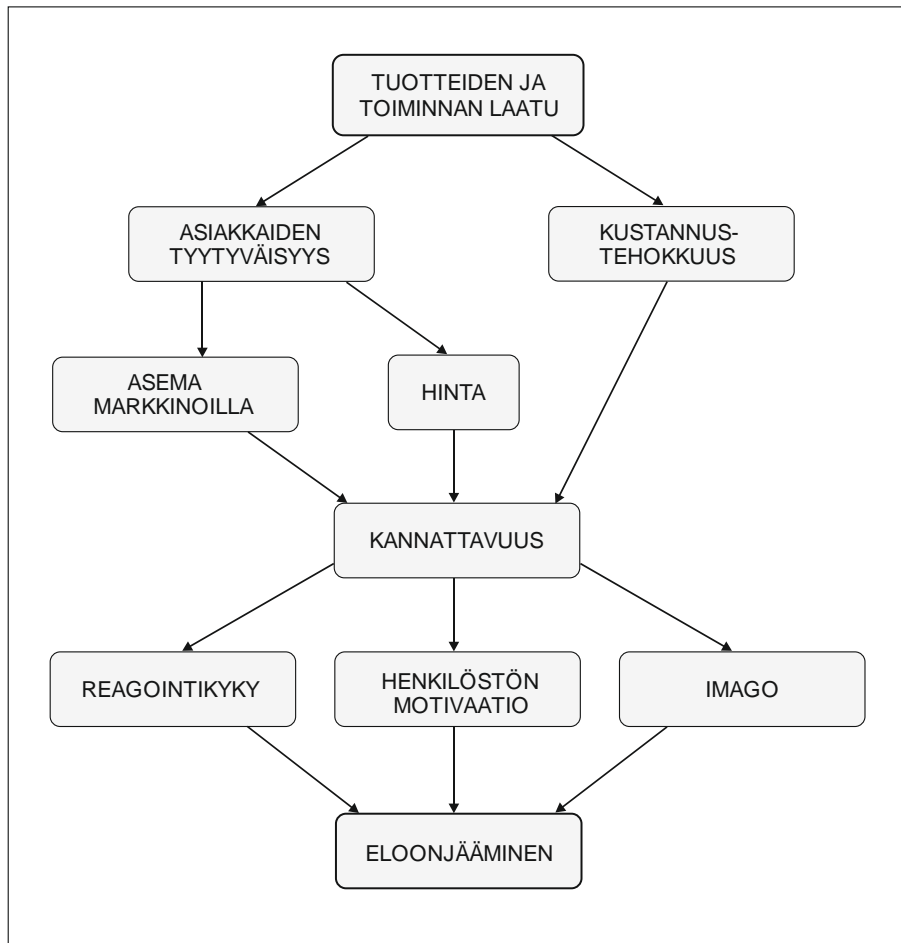 TUOTTEIDEN JA
TOIMINNAN LAATU
ASIAKKAIDEN
TYYTYVÄISYYS
KUSTANNUS-
TEHOKKUUS
ASEMA
MARKKINOILLA
HINTA
KANNATTAVUUS
REAGOINTIKYKY
HENKILÖSTÖN
MOTIVAATIO
IMAGO
ELOONJÄÄMINEN